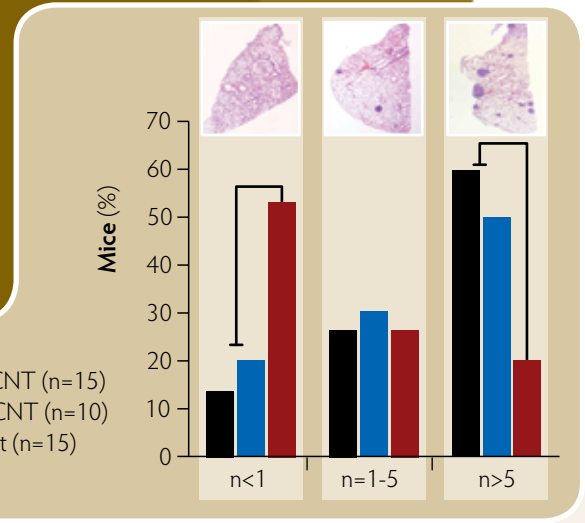 70
60
50
40
30
20
10
0
Mice (%)
CNT (n=15)
CNT (n=10)
t (n=15)
n<1
n=1-5
n>5